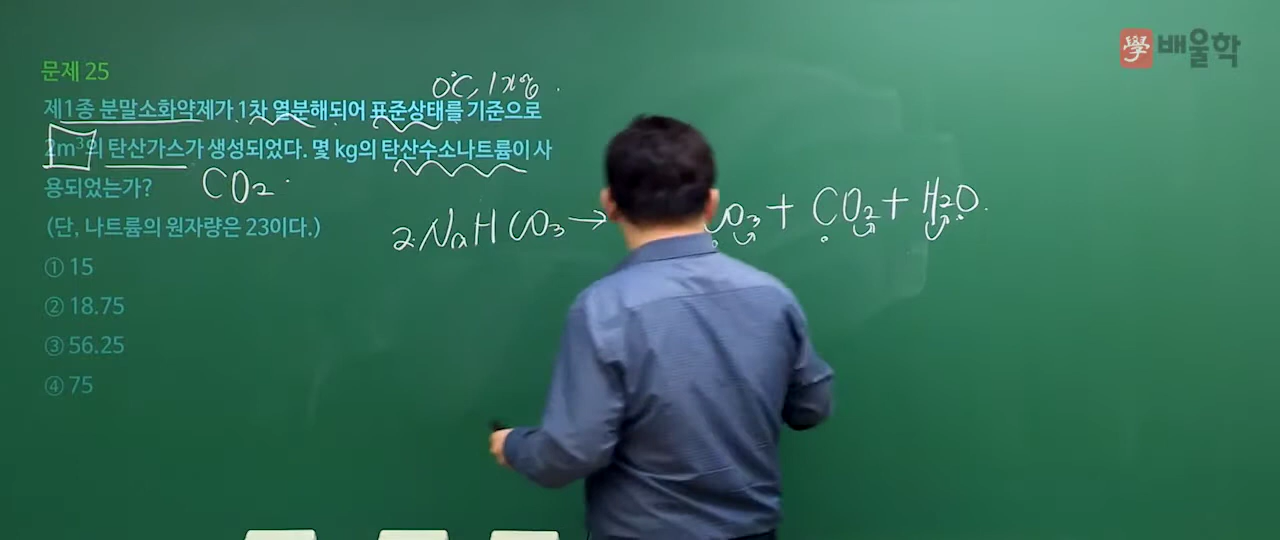 學 배울학
문제 25
0℃, 1기압.
제1종 분말소화약제가 1차 열분해되어 표준상태를 기준으로
2m³의 탄산가스가 생성되었다. 몇 kg의 탄산수소나트륨이 사
용되었는가?
CO₂
(단, 나트륨의 원자량은 23이다.)
① 15
② 18.75
③ 56.25
④ 75
2NaHCO₃ → CO₃ + CO₂ + H₂O